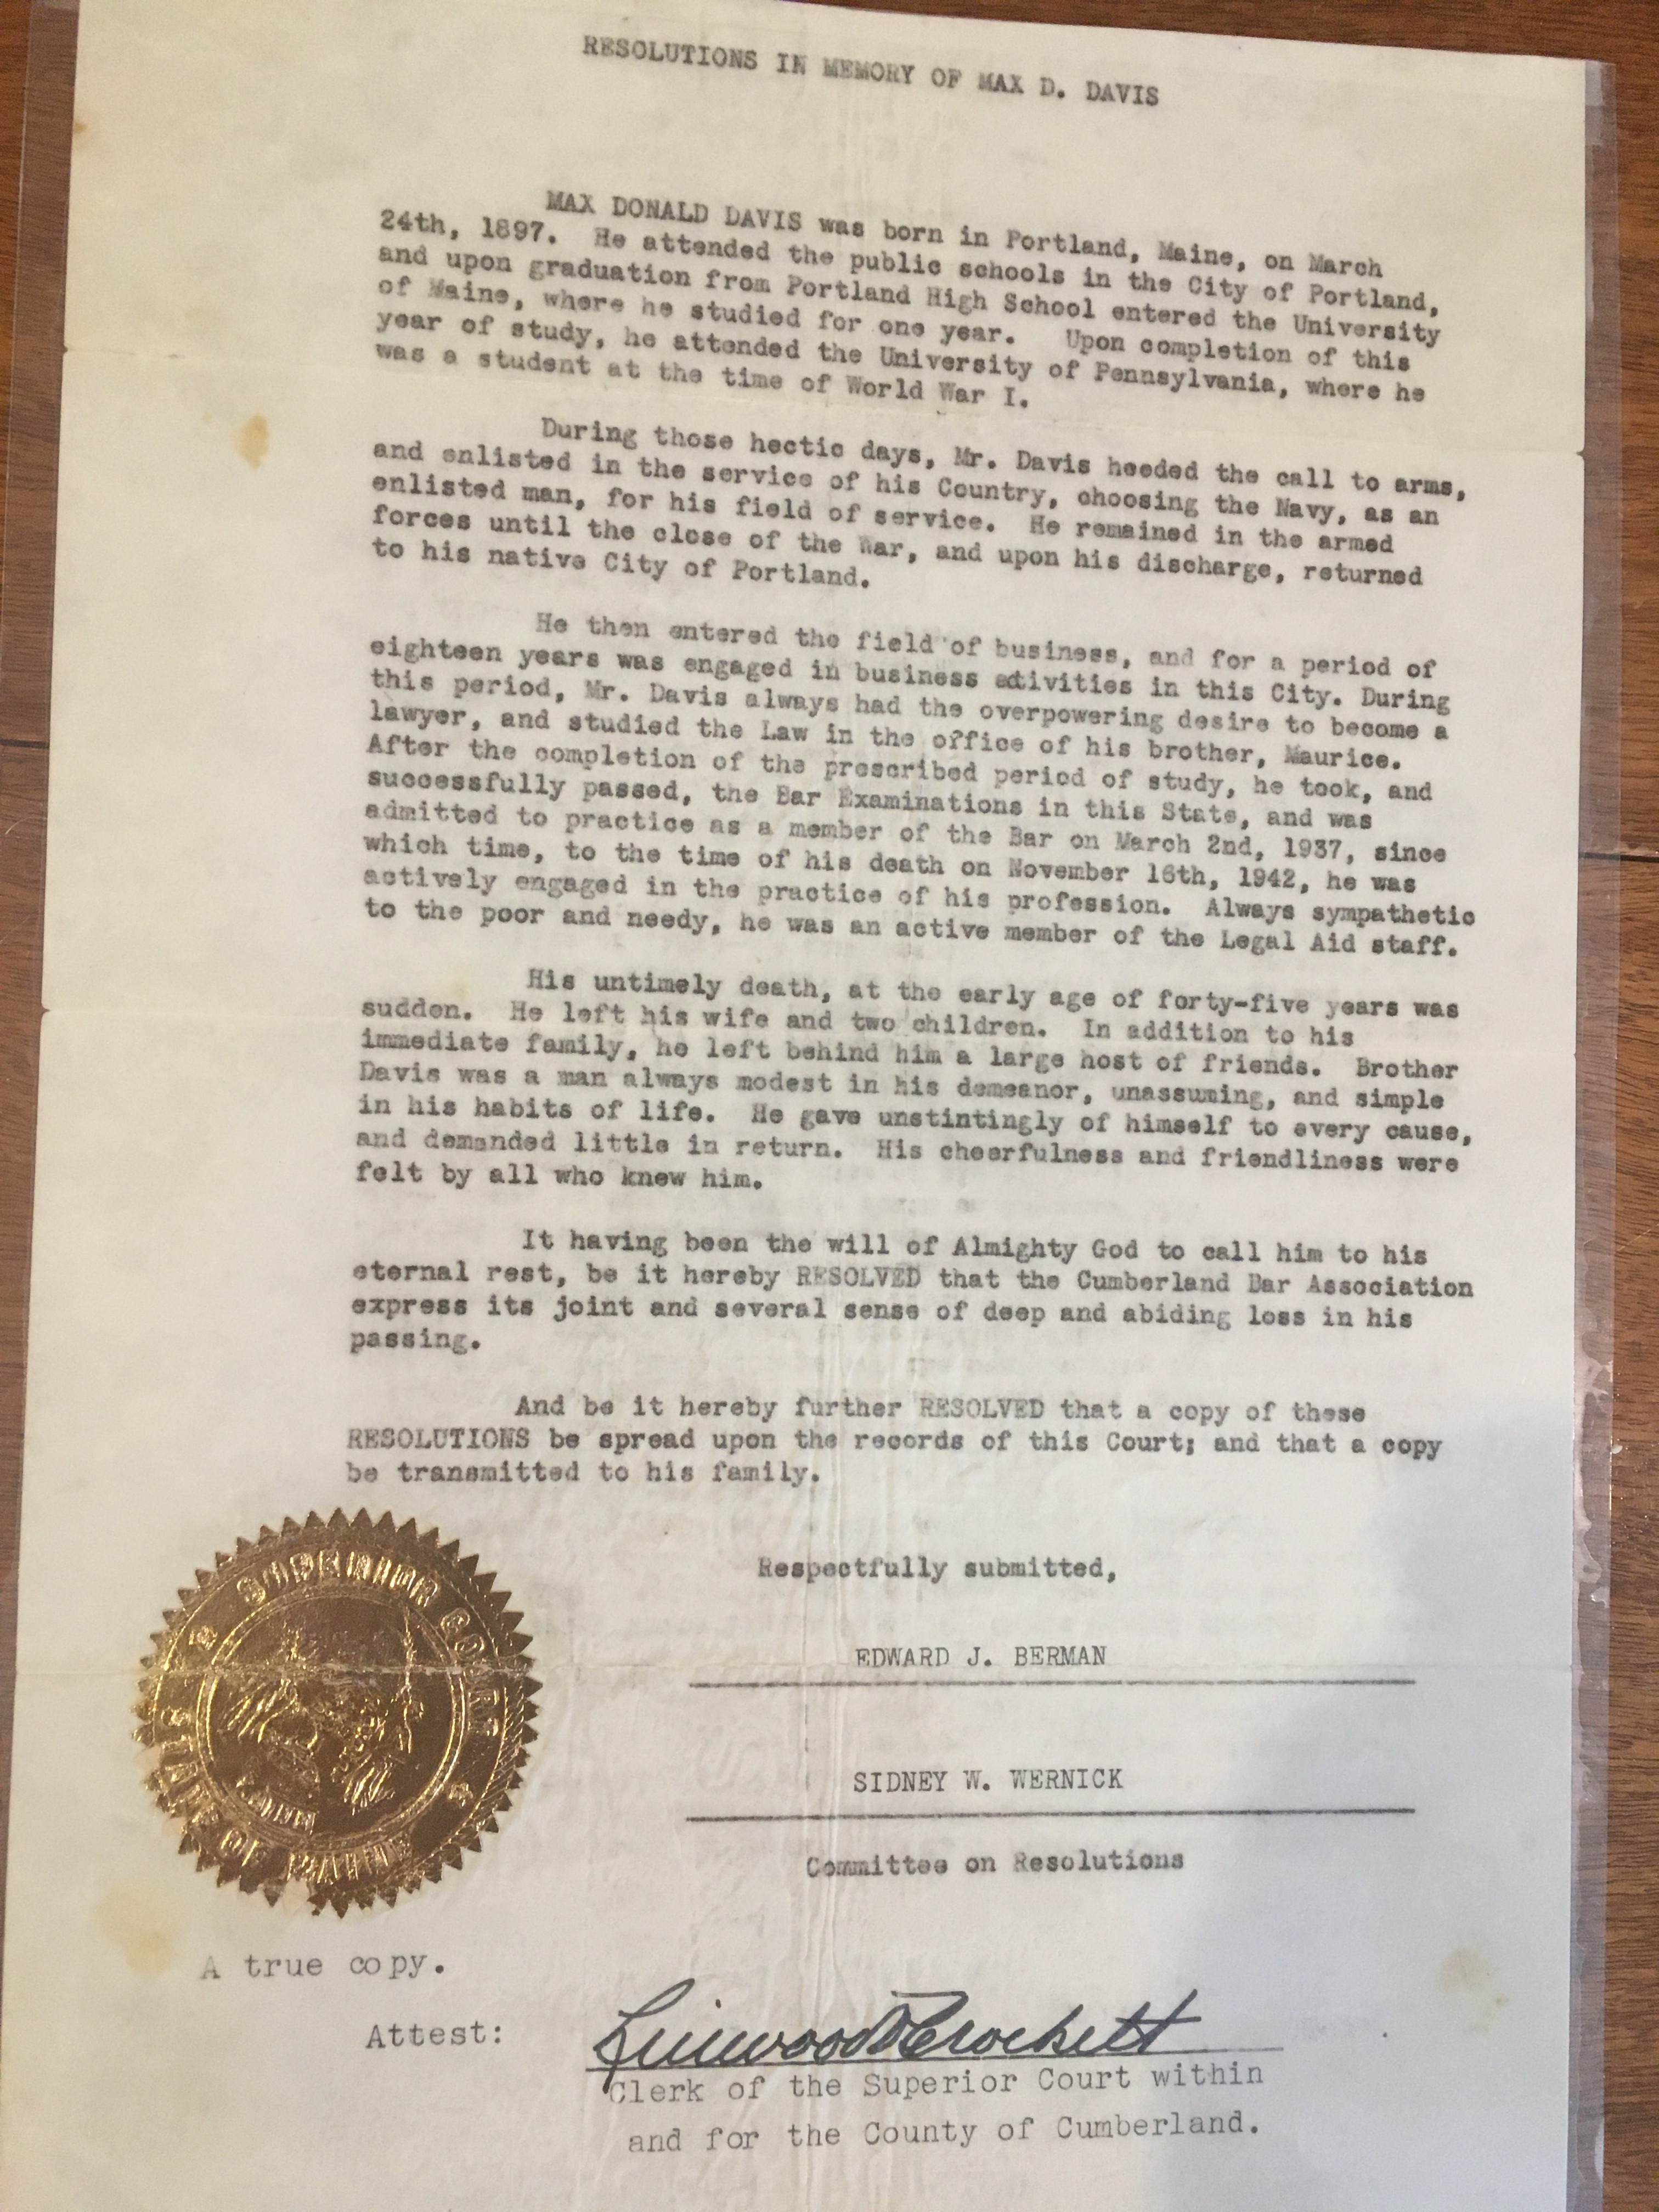 RESOLUTIONS IN MEMORY OF MAX D. DAVIS
MAX DONALD DAVIS was born in Portland, Maine, on March
24th, 1897. He attended the public schools in the City of Portland,
and upon graduation from Portland High School entered the University
of Maine, where he studied for one year. Upon completion of this
year of study, he attended the University of Pennsylvania, where he
was a student at the time of World War I.
During those hectic days, Mr. Davis heeded the call to arms,
and enlisted in the service of his Country, choosing the Navy, as an
enlisted man, for his field of service. He remained in the armed
forces until the close of the War, and upon his discharge, returned
to his native City of Portland.
He then entered the field of business, and for a period of
eighteen years was engaged in business adtivities in this City. During
this period, Mr. Davis always had the overpowering desire to become a
lawyer, and studied the Law in the office of his brother, Maurice.
After the completion of the prescribed period of study, he took, and
successfully passed, the Bar Examinations in this State, and was
admitted to practice as a member of the Bar on March 2nd, 1937, since
which time, to the time of his death on November 16th, 1942, he was
actively engaged in the practice of his profession. Always sympathetic
to the poor and needy, he was an active member of the Legal Aid staff.
His untimely death, at the early age of forty-five years was
sudden. He left his wife and two children. In addition to his
immediate family, he left behind him a large host of friends. Brother
Davis was a man always modest in his demeanor, unassuming, and simple
in his habits of life. He gave unstintingly of himself to every cause,
and demanded little in return. His cheerfulness and friendliness were
felt by all who knew him.
It having been the will of Almighty God to call him to his
eternal rest, be it hereby RESOLVED that the Cumberland Bar Association
express its joint and several sense of deep and abiding loss in his
passing.
And be it hereby further RESOLVED that a copy of these
RESOLUTIONS be spread upon the records of this Court; and that a copy
be transmitted to his family.
Respectfully submitted,
EDWARD J. BERMAN
SIDNEY W. WERNICK
Committee on Resolutions
SUPERIOR COURT
STATE OF MAINE
A true copy.
Attest: Linwood F Crockett
Clerk of the Superior Court within
and for the County of Cumberland.